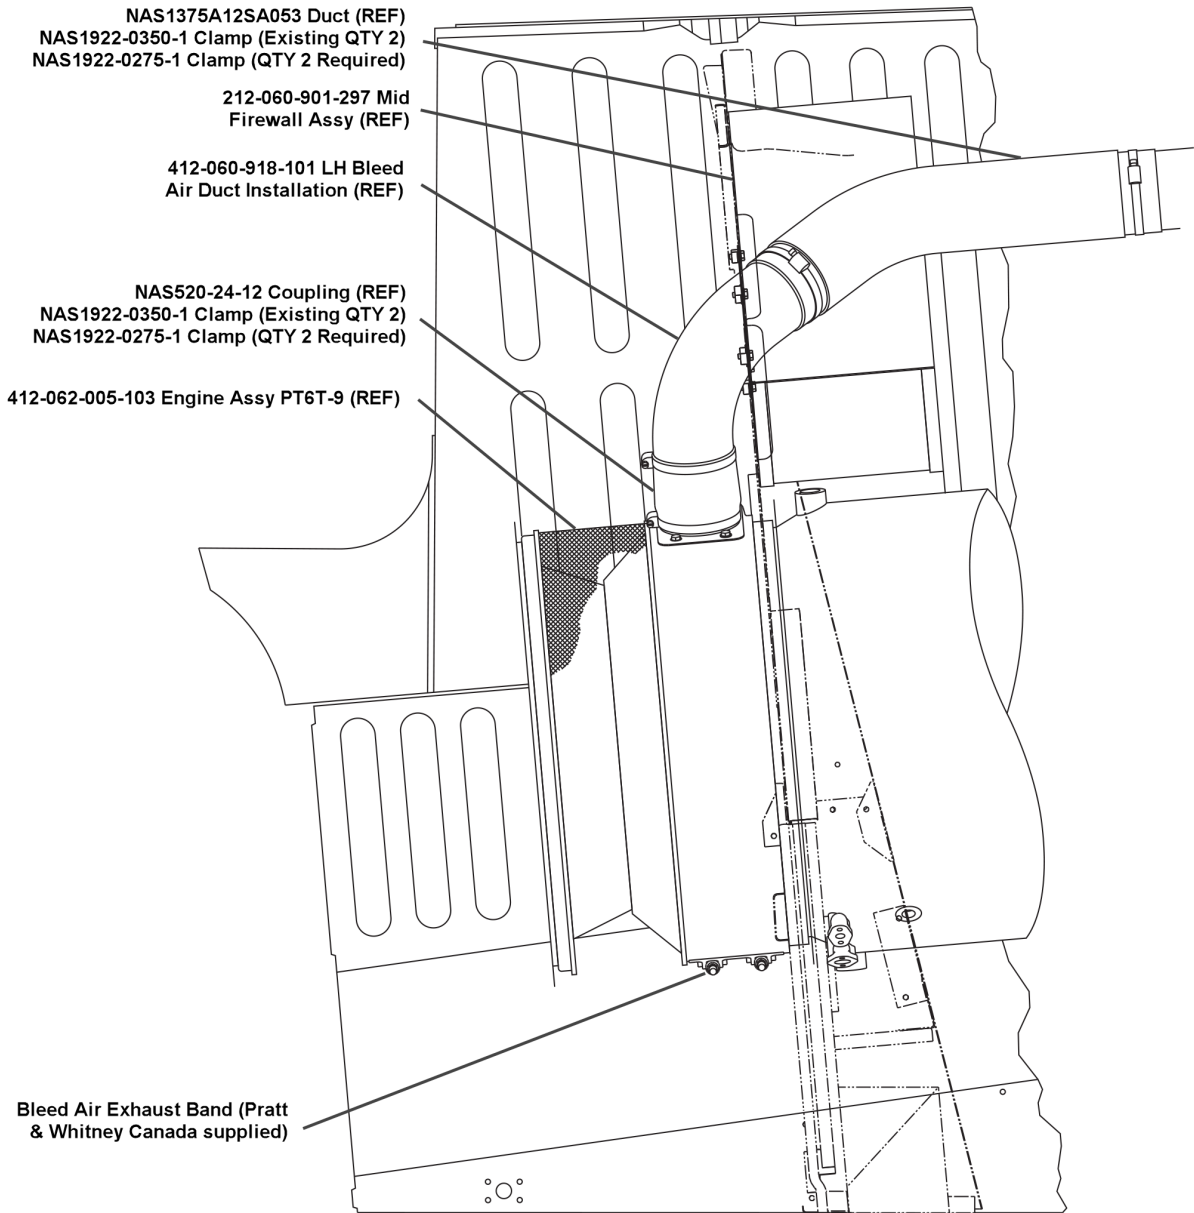 NAS1375A12SA053 Duct (REF)
NAS1922-0350-1 Clamp (Existing QTY 2)
NAS1922-0275-1 Clamp (QTY 2 Required)
212-060-901-297 Mid
Firewall Assy (REF)
412-060-918-101 LH Bleed
Air Duct Installation (REF)
NAS520-24-12 Coupling (REF)
NAS1922-0350-1 Clamp (Existing QTY 2)
NAS1922-0275-1 Clamp (QTY 2 Required)
412-062-005-103 Engine Assy PT6T-9 (REF)
Bleed Air Exhaust Band (Pratt
& Whitney Canada supplied)